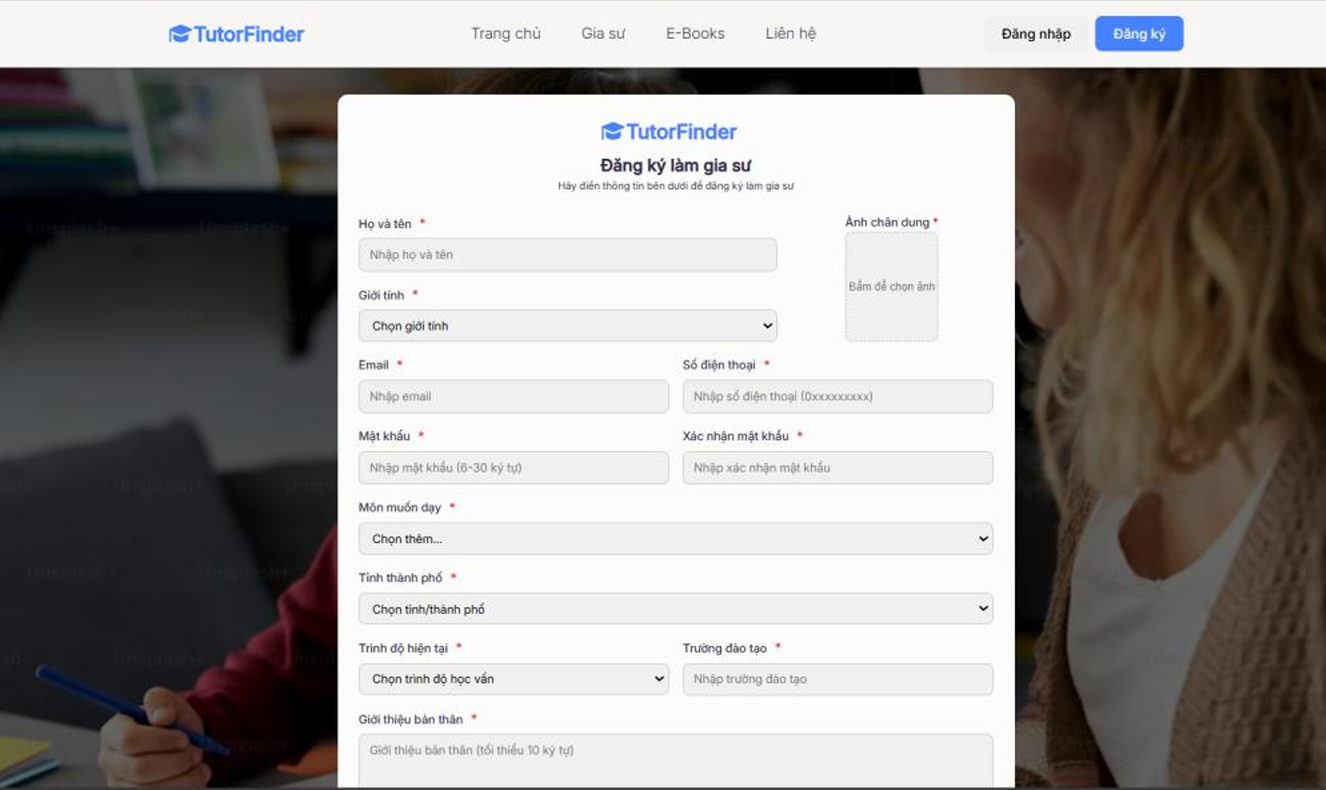 TutorFinder Trang chủ Gia sư E-Books Liên hệ Đăng nhập Đăng ký
TutorFinder
Đăng ký làm gia sư
Hãy điền thông tin bên dưới để đăng ký làm gia sư
Họ và tên *
Nhập họ và tên
Ảnh chân dung *
Bấm để chọn ảnh
Giới tính *
Chọn giới tính
Email * Số điện thoại *
Nhập email Nhập số điện thoại (0xxxxxxxxx)
Mật khẩu * Xác nhận mật khẩu *
Nhập mật khẩu (6-30 ký tự) Nhập xác nhận mật khẩu
Môn muốn dạy *
Chọn thêm...
Tỉnh thành phố *
Chọn tỉnh/thành phố
Trình độ hiện tại * Trường đào tạo *
Chọn trình độ học vấn Nhập trường đào tạo
Giới thiệu bản thân *
Giới thiệu bản thân (tối thiểu 10 ký tự)